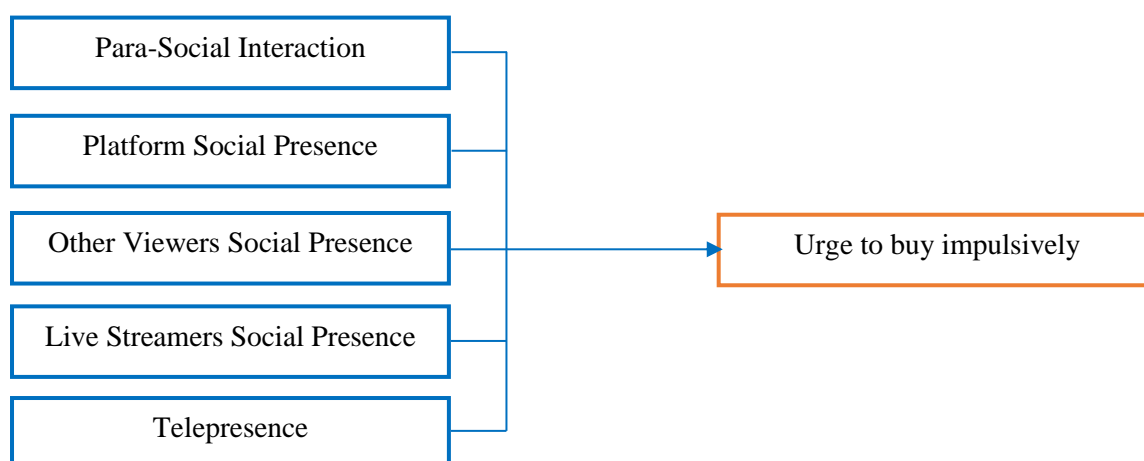 Para-Social Interaction
Platform Social Presence
Other Viewers Social Presence
Urge to buy impulsively
Live Streamers Social Presence
Telepresence